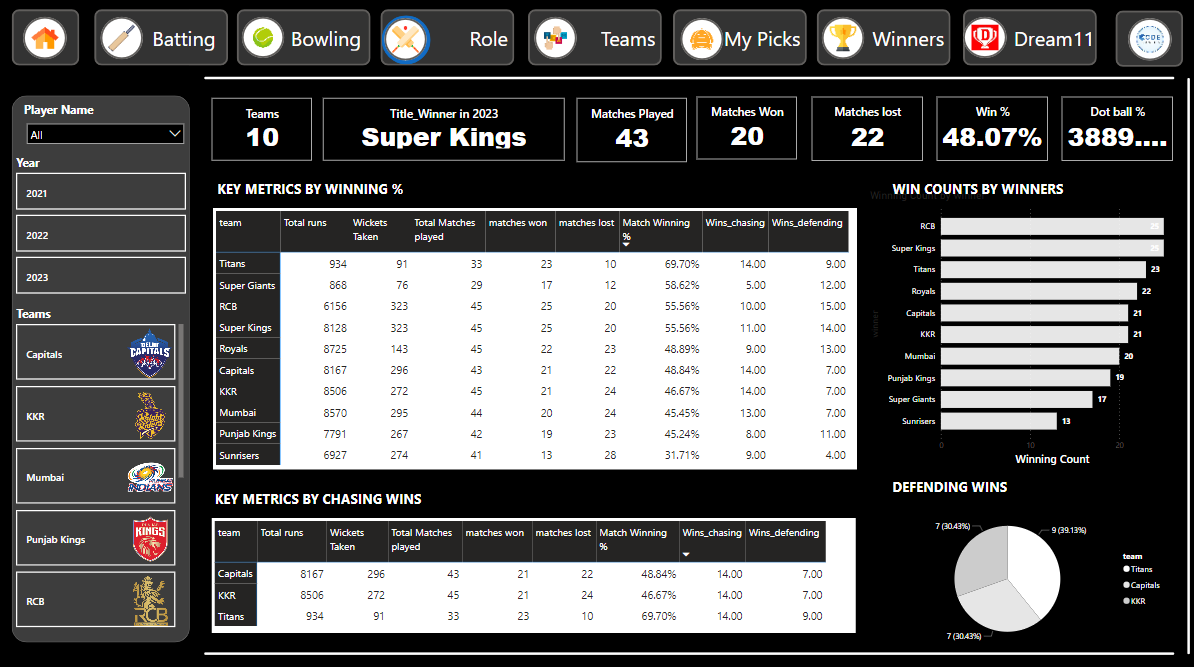 Batting
Bowling
Role
Teams
My Picks
Winners
Dream11
CODE
Player Name
All
Year
2021
2022
2023
Teams
Capitals
DELHI
CAPITALS
KKR
Knight
Riders
Mumbai
INDIANS
Punjab Kings
KINGS
RCB
RCB
Teams
10
Title_Winner in 2023
Super Kings
Matches Played
43
Matches Won
20
Matches lost
22
Win %
48.07%
Dot ball %
3889....
KEY METRICS BY WINNING %
team Total runs Wickets Taken Total Matches played matches won matches lost Match Winning % Wins_chasing Wins_defending
Titans 934 91 33 23 10 69.70% 14.00 9.00
Super Giants 868 76 29 17 12 58.62% 5.00 12.00
RCB 6156 323 45 25 20 55.56% 10.00 15.00
Super Kings 8128 323 45 25 20 55.56% 11.00 14.00
Royals 8725 143 45 22 23 48.89% 9.00 13.00
Capitals 8167 296 43 21 22 48.84% 14.00 7.00
KKR 8506 272 45 21 24 46.67% 14.00 7.00
Mumbai 8570 295 44 20 24 45.45% 13.00 7.00
Punjab Kings 7791 267 42 19 23 45.24% 8.00 11.00
Sunrisers 6927 274 41 13 28 31.71% 9.00 4.00
WIN COUNTS BY WINNERS
Winning Count by winner
winner
RCB 25
Super Kings 25
Titans 23
Royals 22
Capitals 21
KKR 21
Mumbai 20
Punjab Kings 19
Super Giants 17
Sunrisers 13
0 10 20
Winning Count
KEY METRICS BY CHASING WINS
team Total runs Wickets Taken Total Matches played matches won matches lost Match Winning % Wins_chasing Wins_defending
Capitals 8167 296 43 21 22 48.84% 14.00 7.00
KKR 8506 272 45 21 24 46.67% 14.00 7.00
Titans 934 91 33 23 10 69.70% 14.00 9.00
DEFENDING WINS
7 (30.43%)
9 (39.13%)
7 (30.43%)
team
Titans
Capitals
KKR